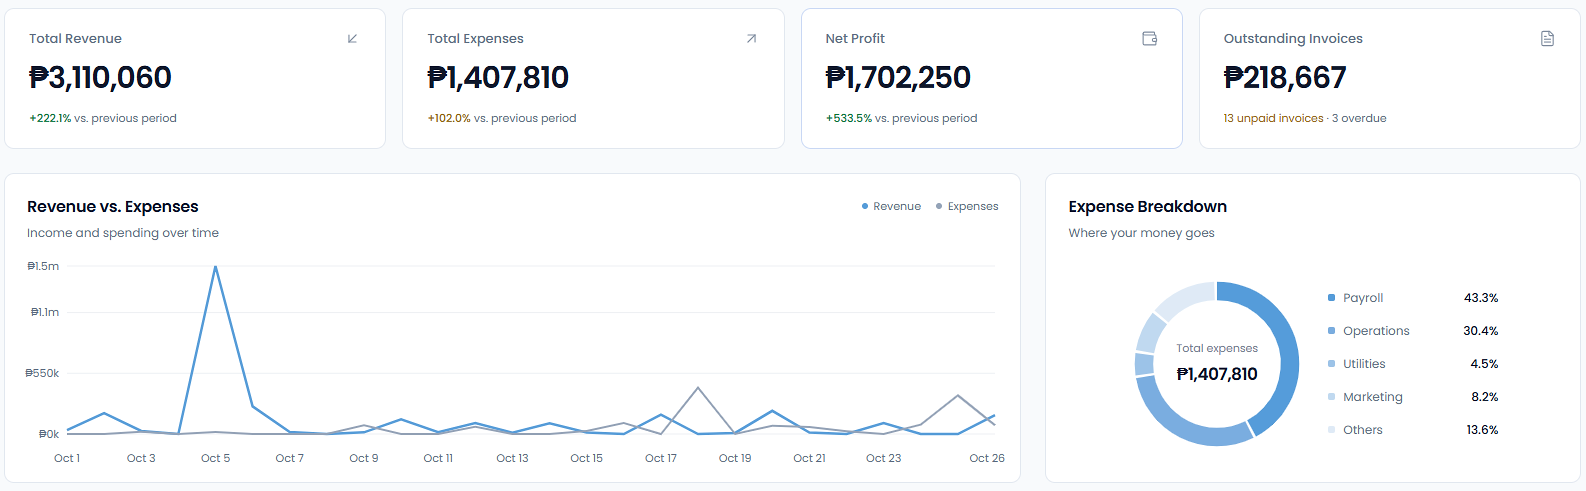 Total Revenue
₱3,110,060
+222.1% vs. previous period
Total Expenses
₱1,407,810
+102.0% vs. previous period
Net Profit
₱1,702,250
+533.5% vs. previous period
Outstanding Invoices
₱218,667
13 unpaid invoices · 3 overdue
Revenue vs. Expenses
Income and spending over time
Revenue
Expenses
₱1.5m
₱1.1m
₱550k
₱0k
Oct 1
Oct 3
Oct 5
Oct 7
Oct 9
Oct 11
Oct 13
Oct 15
Oct 17
Oct 19
Oct 21
Oct 23
Oct 26
Expense Breakdown
Where your money goes
Total expenses
₱1,407,810
Payroll 43.3%
Operations 30.4%
Utilities 4.5%
Marketing 8.2%
Others 13.6%